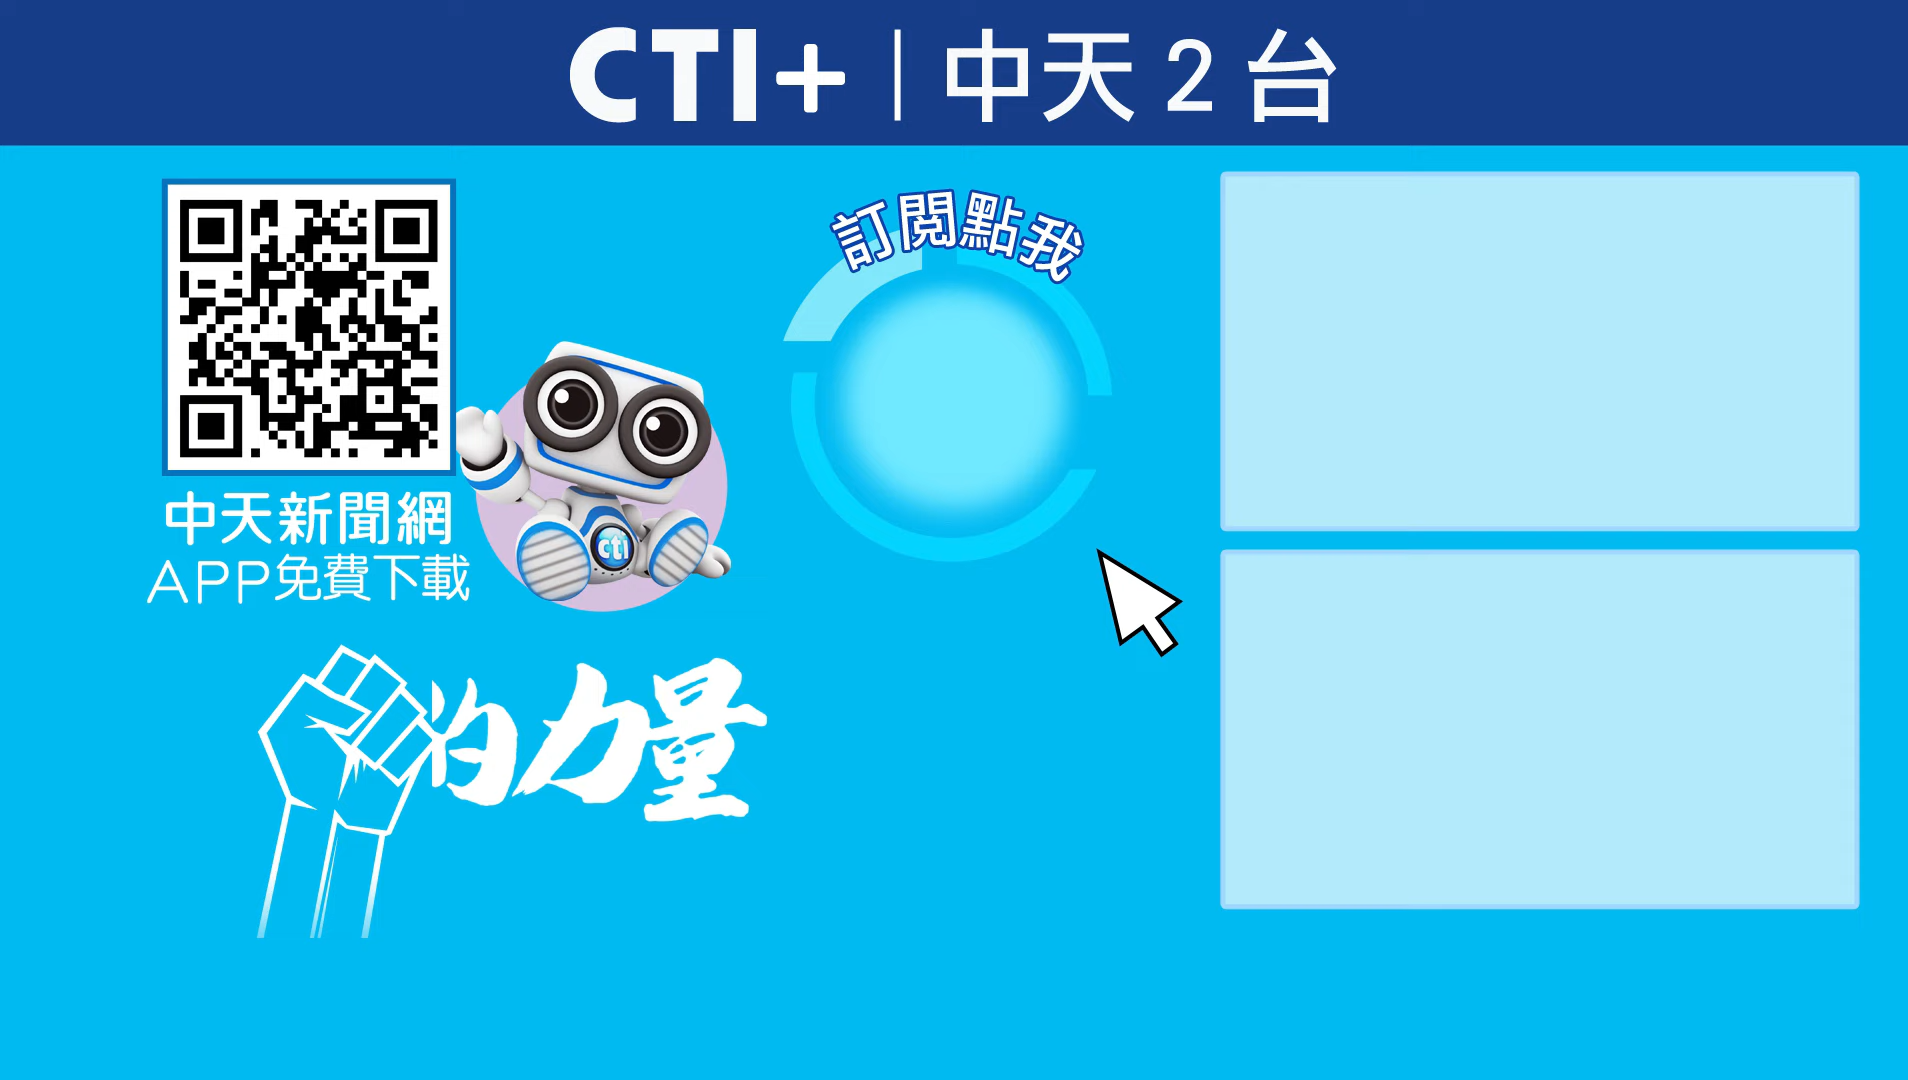 CTI+ | 中天2台
訂閱點我
cti
中天新聞網
APP免費下載
的力量